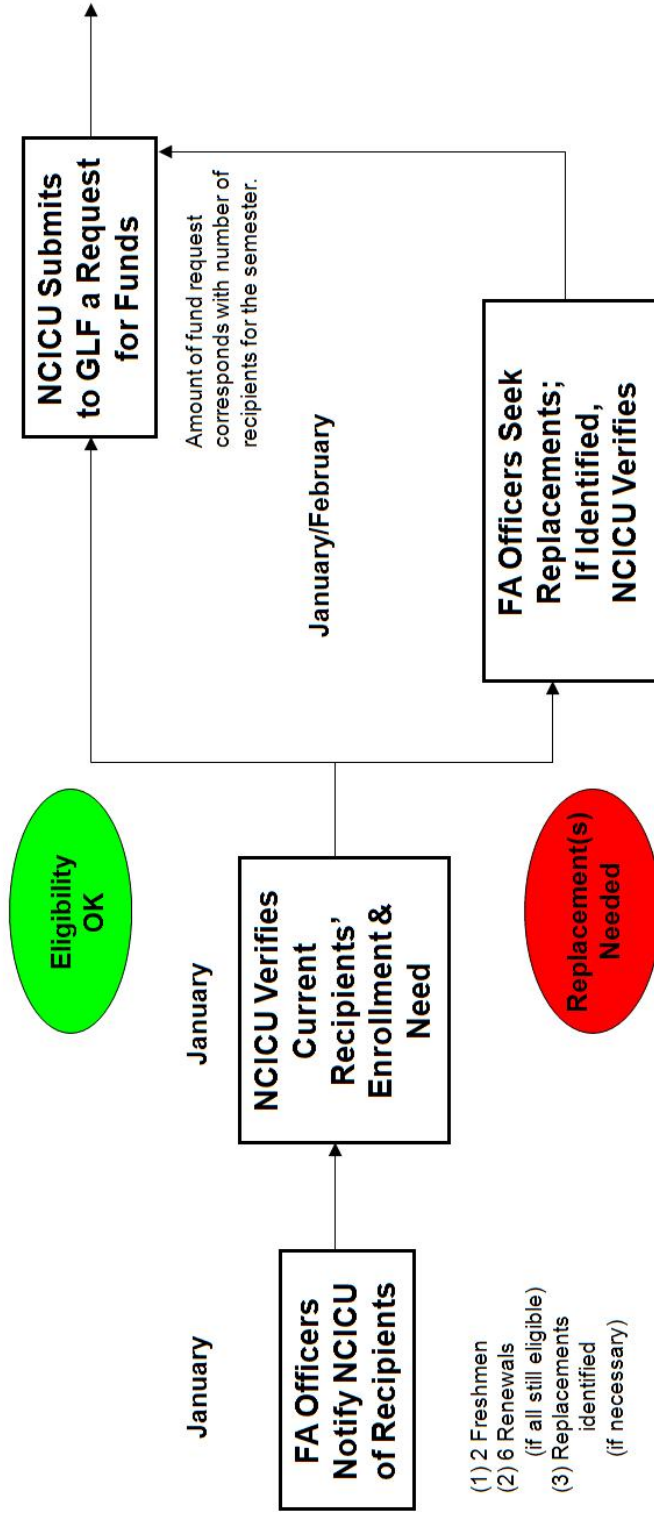 January
FA Officers
Notify NCICU
of Recipients
(1) 2 Freshmen
(2) 6 Renewals
(if all still eligible)
(3) Replacements
identified
(if necessary)
January
NCICU Verifies
Current
Recipients’
Enrollment &
Need
Eligibility
OK
Replacement(s)
Needed
NCICU Submits
to GLF a Request
for Funds
Amount of fund request
corresponds with number of
recipients for the semester.
January/February
FA Officers Seek
Replacements;
If Identified,
NCICU Verifies